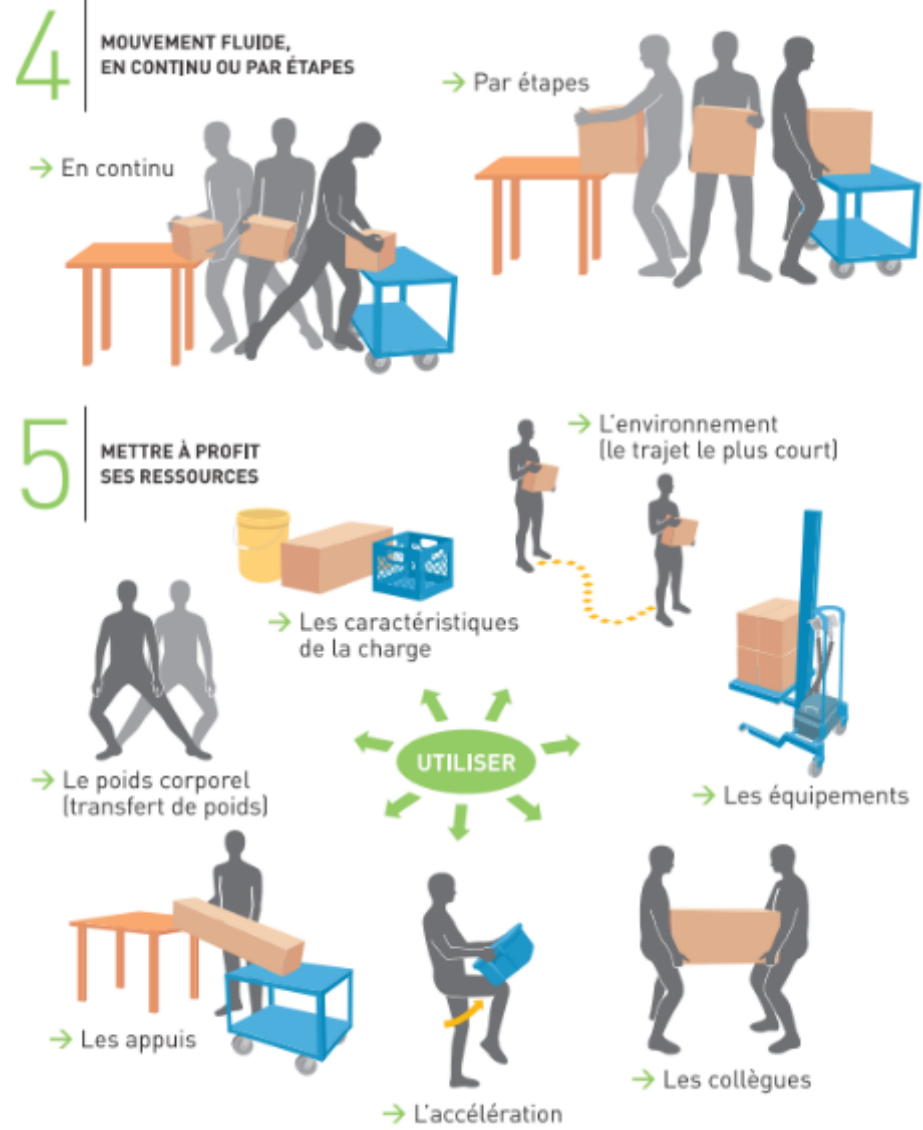 4
MOUVEMENT FLUIDE,
EN CONTINU OU PAR ÉTAPES
→ Par étapes
→ En continu
5
METTRE À PROFIT
SES RESSOURCES
→ L'environnement
(le trajet le plus court)
→ Les caractéristiques
de la charge
→ Le poids corporel
(transfert de poids)
UTILISER
→ Les équipements
→ Les appuis
→ L'accélération
→ Les collègues